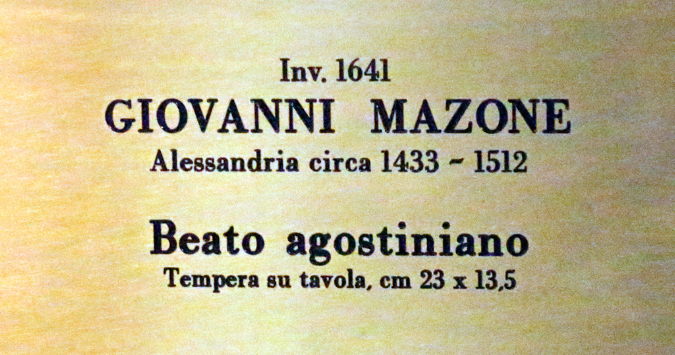 Inv. 1641
GIOVANNI MAZONE
Alessandria circa 1433 ~ 1512
Beato agostiniano
Tempera su tavola, cm 23 x 13,5